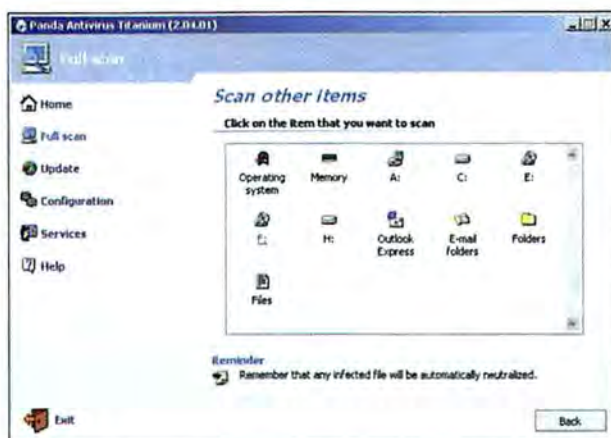 Panda Antivirus Titanium (2.04.01)
Full scan
Home
Full scan
Update
Configuration
Services
Help
Exit
Scan other items
Click on the item that you want to scan
Operating system
Memory
A:
C:
E:
F:
H:
Outlook Express
E-mail folders
Folders
Files
Reminder
Remember that any infected file will be automatically neutralized.
Back